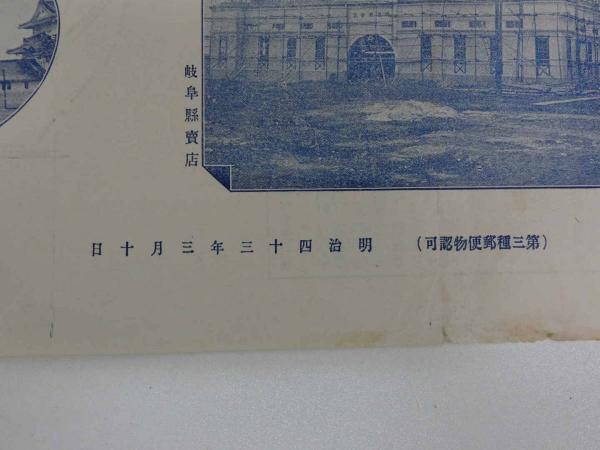 岐阜縣賣店
(第三種郵便物認可) 明治四十三年三月十日